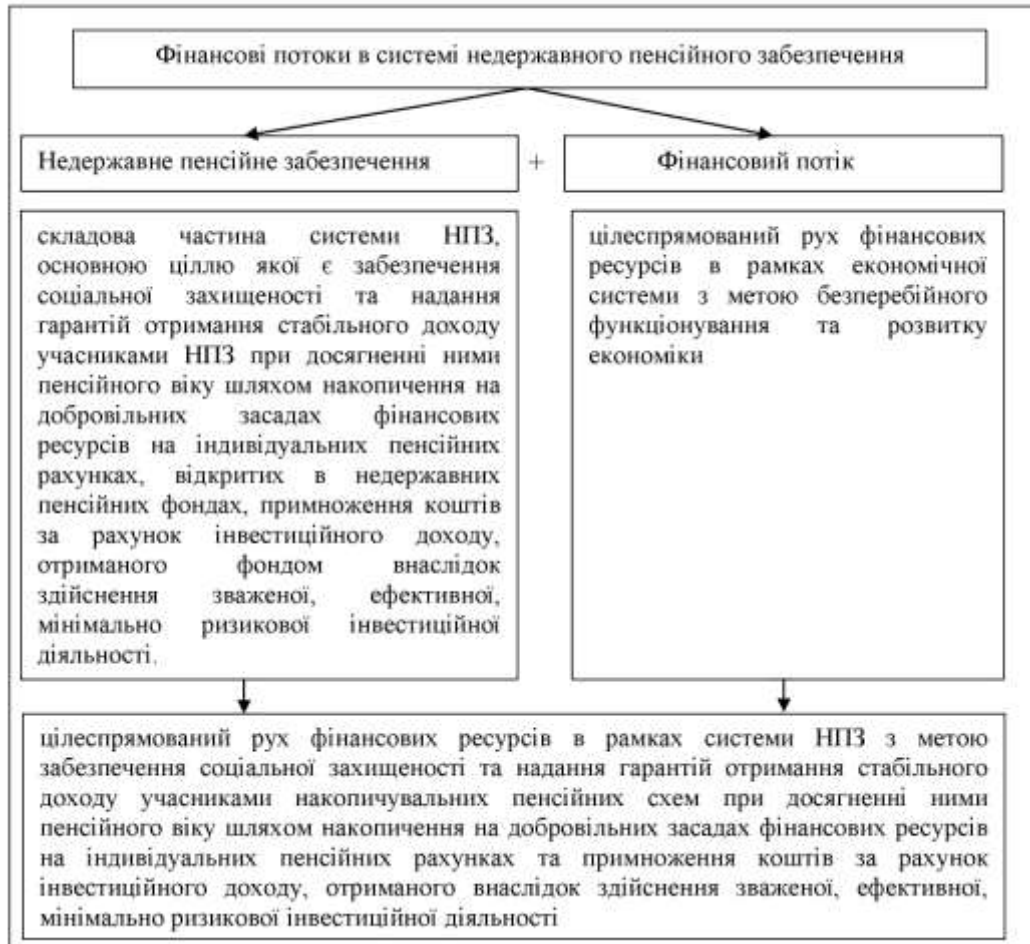 Фінансові потоки в системі недержавного пенсійного забезпечення
Недержавне пенсійне забезпечення
+
Фінансовий потік
складова частина системи НПЗ,
основною ціллю якої є забезпечення
соціальної захищеності та надання
гарантій отримання стабільного доходу
учасниками НПЗ при досягненні ними
пенсійного віку шляхом накопичення на
добровільних засадах фінансових
ресурсів на індивідуальних пенсійних
рахунках, відкритих в недержавних
пенсійних фондах, примноження коштів
за рахунок інвестиційного доходу,
отриманого фондом внаслідок
здійснення зваженої, ефективної,
мінімально ризикової інвестиційної
діяльності.
цілеспрямований рух фінансових
ресурсів в рамках економічної
системи з метою безперебійного
функціонування та розвитку
економіки
цілеспрямований рух фінансових ресурсів в рамках системи НПЗ з метою
забезпечення соціальної захищеності та надання гарантій отримання стабільного
доходу учасниками накопичувальних пенсійних схем при досягненні ними
пенсійного віку шляхом накопичення на добровільних засадах фінансових ресурсів
на індивідуальних пенсійних рахунках та примноження коштів за рахунок
інвестиційного доходу, отриманого внаслідок здійснення зваженої, ефективної,
мінімально ризикової інвестиційної діяльності